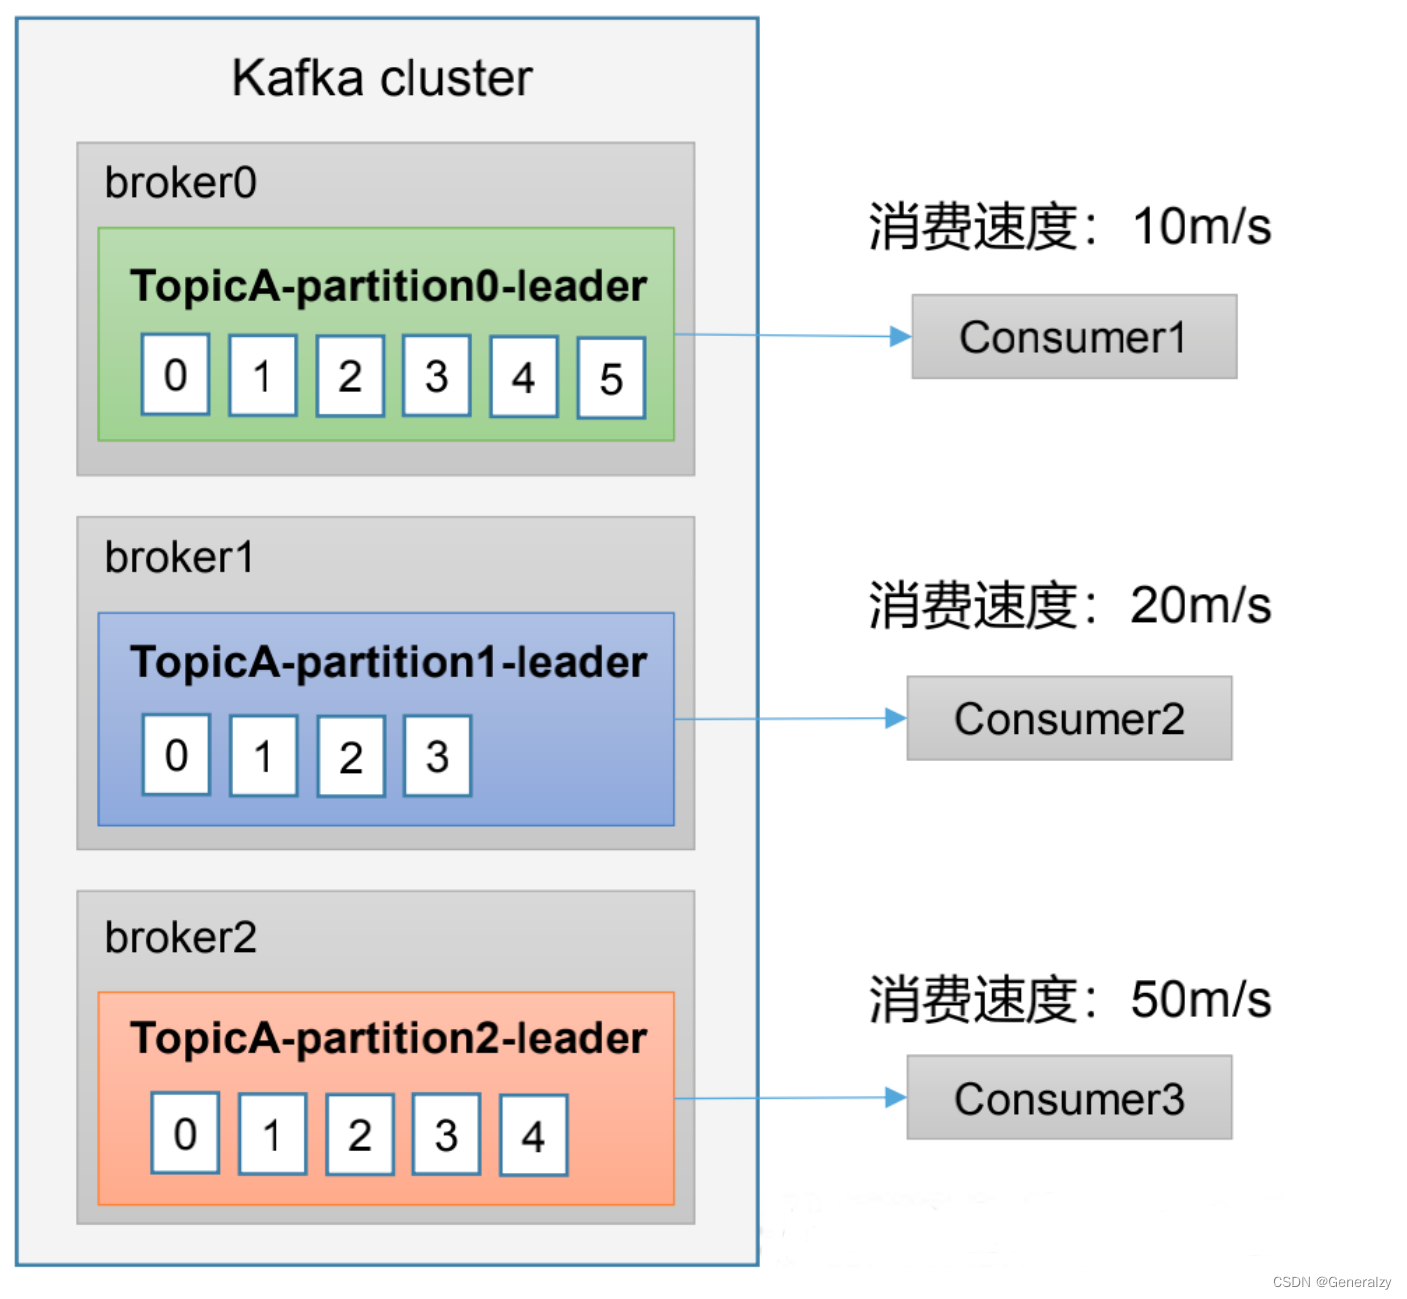 Kafka cluster
broker0
TopicA-partition0-leader
0 1 2 3 4 5
消费速度：10m/s
Consumer1
broker1
TopicA-partition1-leader
0 1 2 3
消费速度：20m/s
Consumer2
broker2
TopicA-partition2-leader
0 1 2 3 4
消费速度：50m/s
Consumer3
CSDN @Generalzy